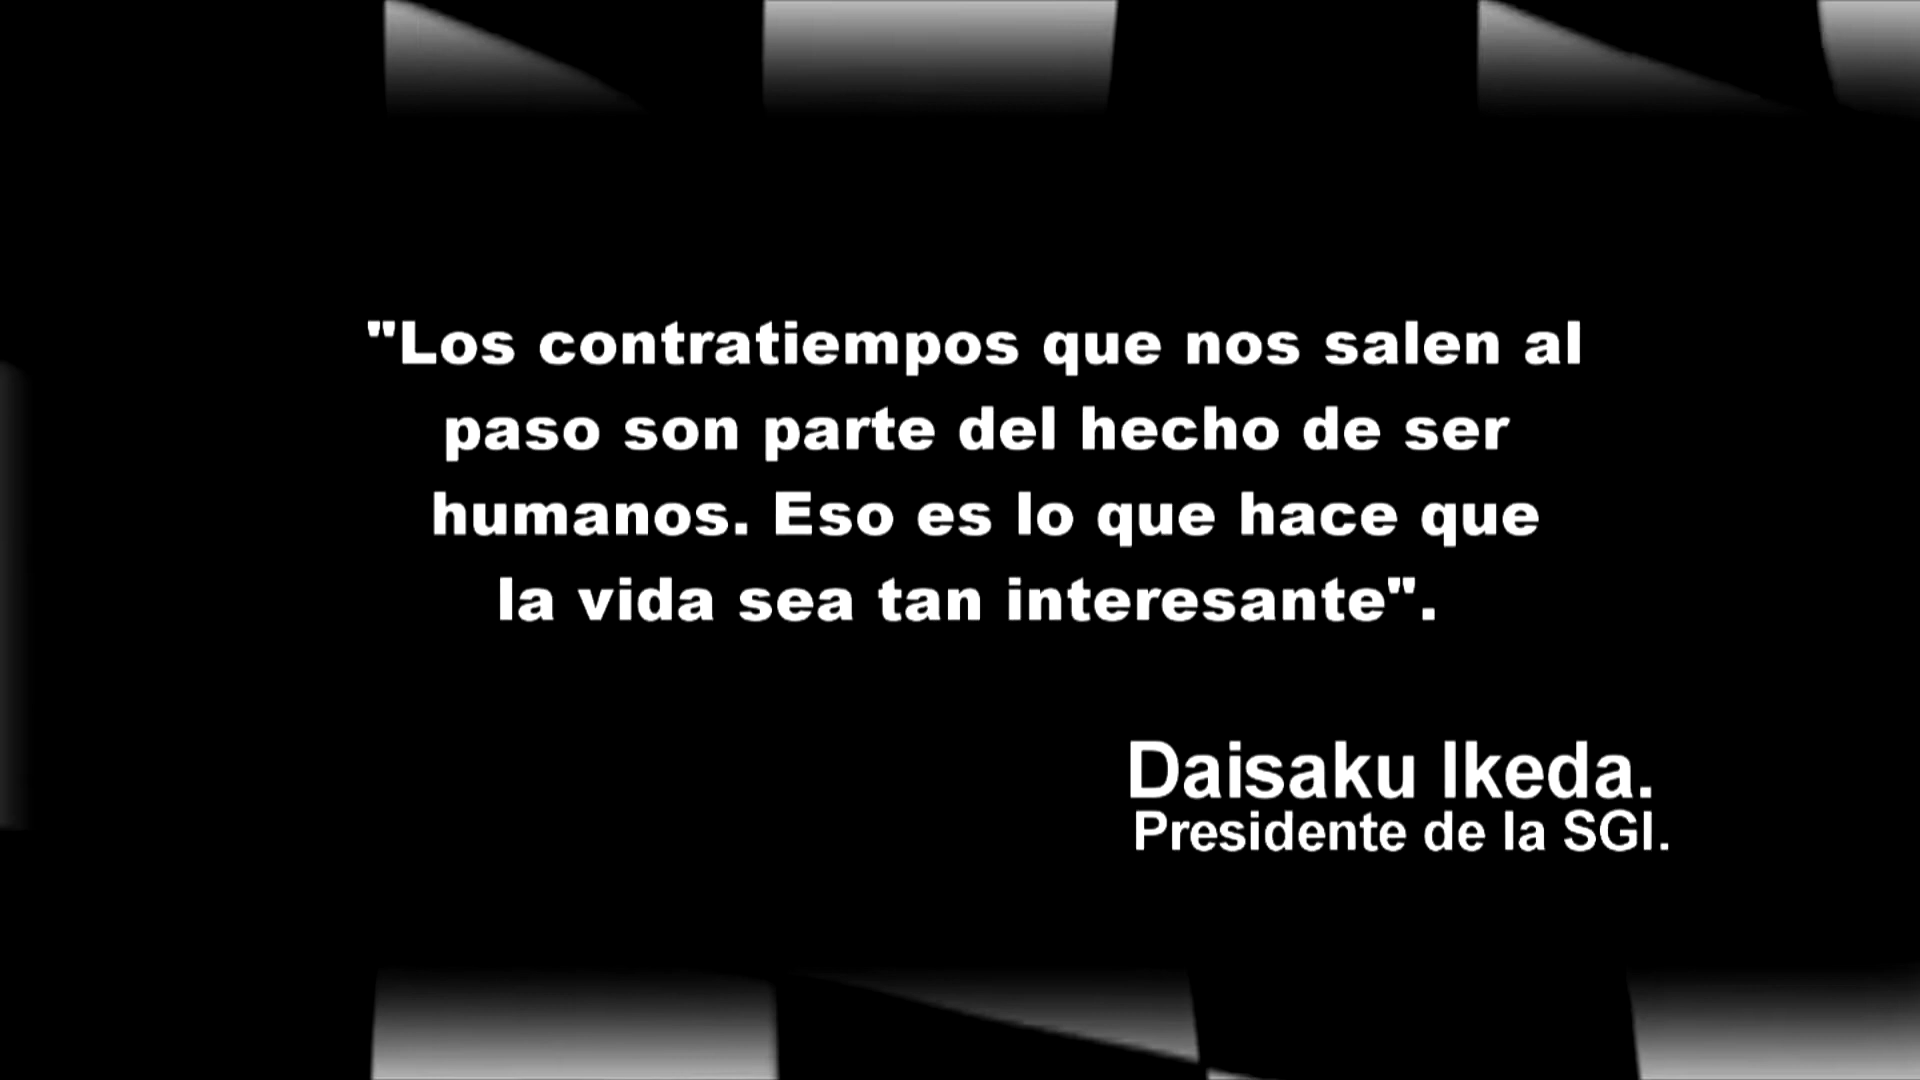 "Los contratiempos que nos salen al
paso son parte del hecho de ser
humanos. Eso es lo que hace que
la vida sea tan interesante".
Daisaku Ikeda.
Presidente de la SGI.